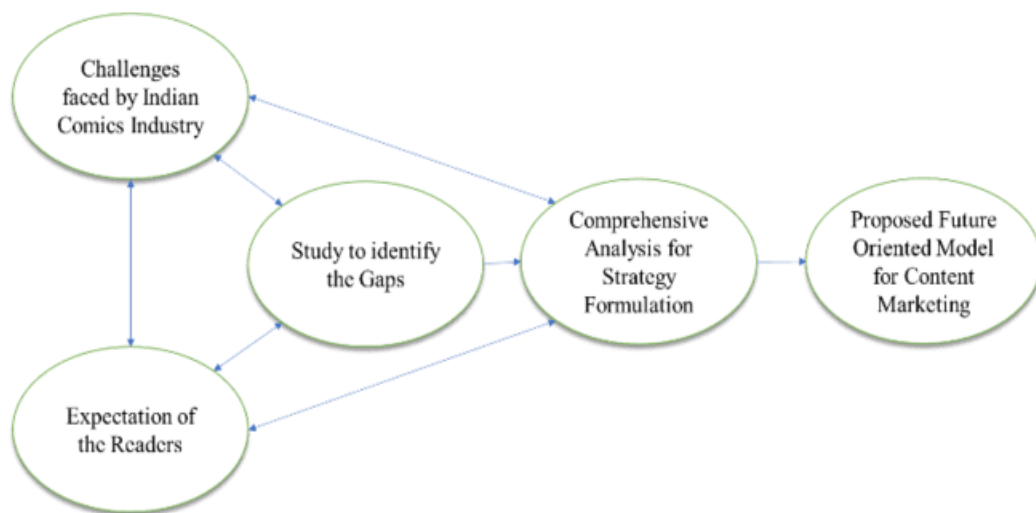 Challenges
faced by Indian
Comics Industry
Study to identify
the Gaps
Comprehensive
Analysis for
Strategy
Formulation
Proposed Future
Oriented Model
for Content
Marketing
Expectation of
the Readers